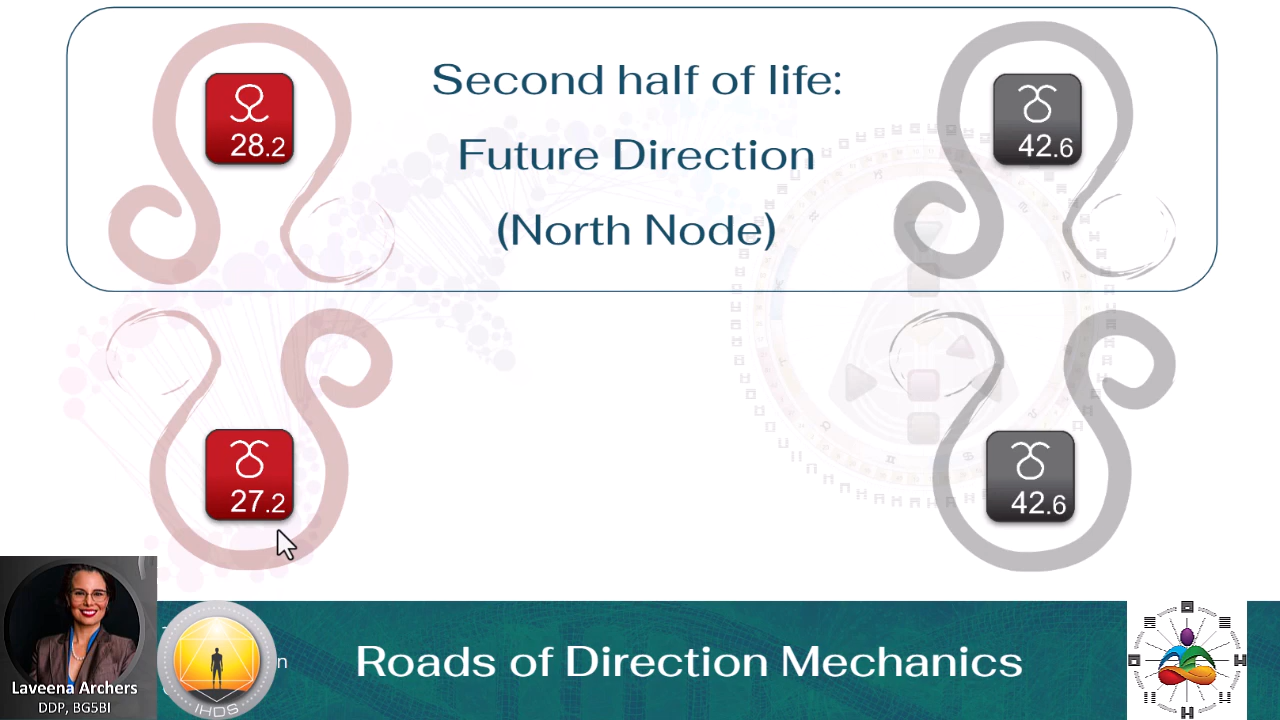 Second half of life:
Future Direction
(North Node)
28.2
42.6
27.2
42.6
Laveena Archers
DDP, BG5BI
IHDS
n
Roads of Direction Mechanics